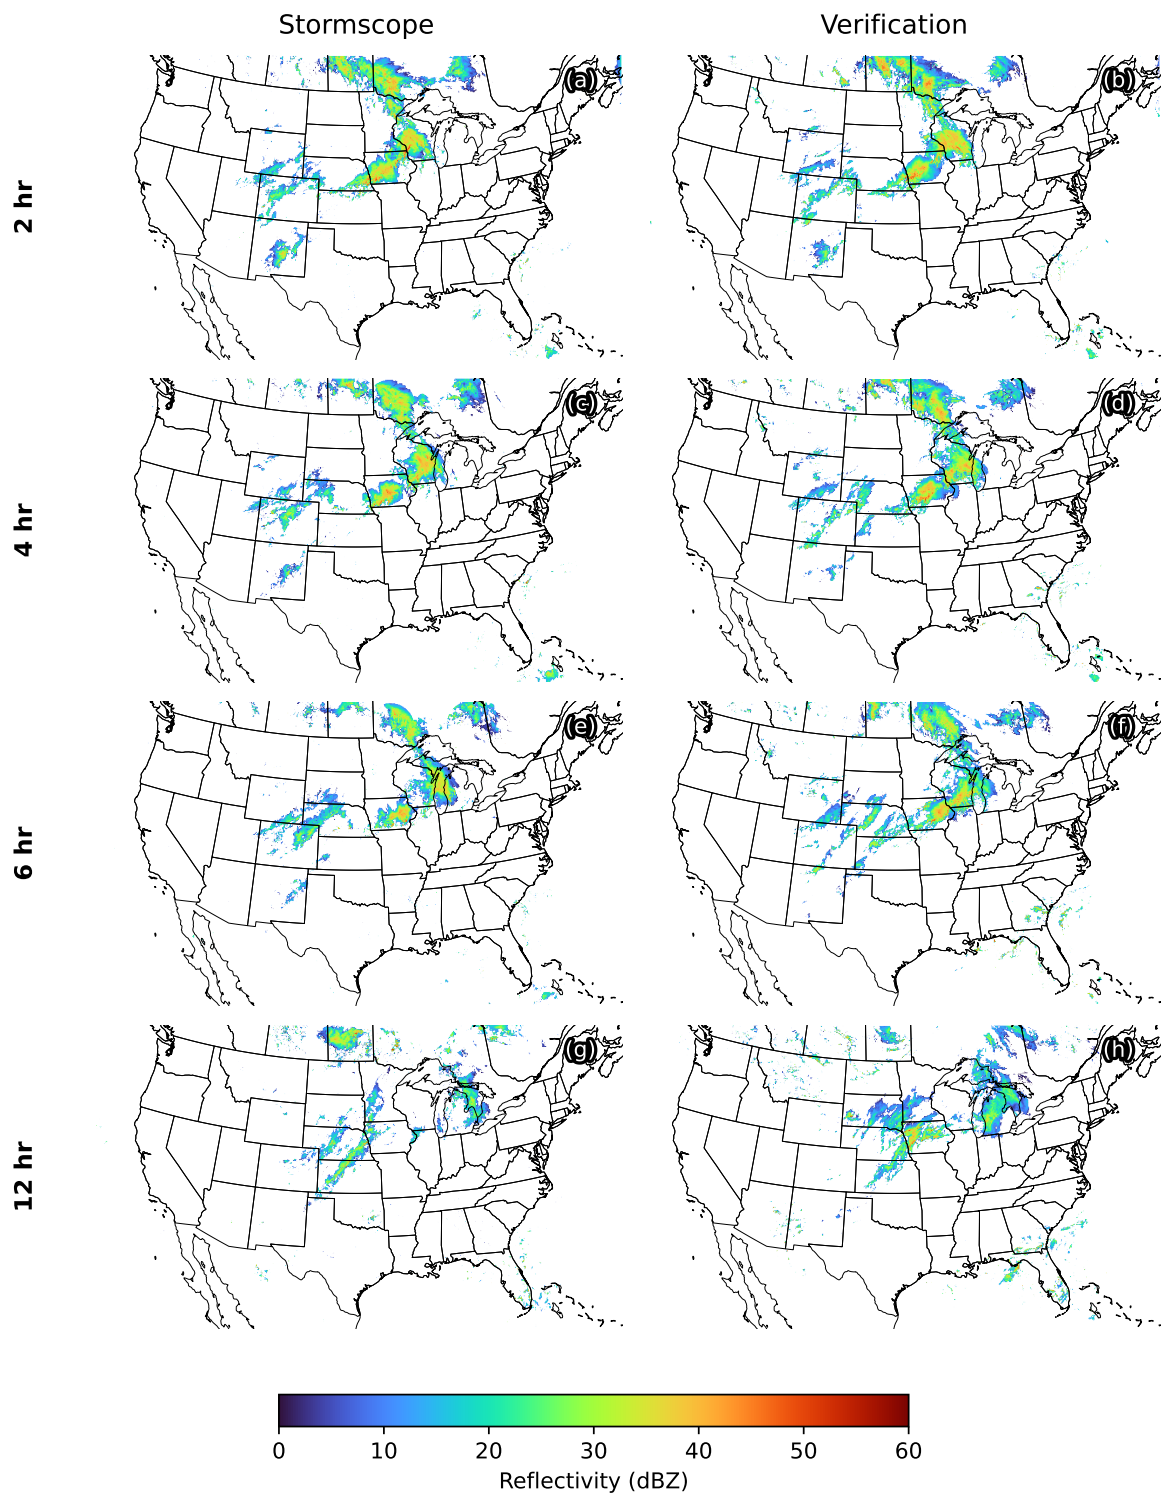 Stormscope Verification
2 hr (a) (b)
4 hr (c) (d)
6 hr (e) (f)
12 hr (g) (h)
0 10 20 30 40 50 60
Reflectivity (dBZ)